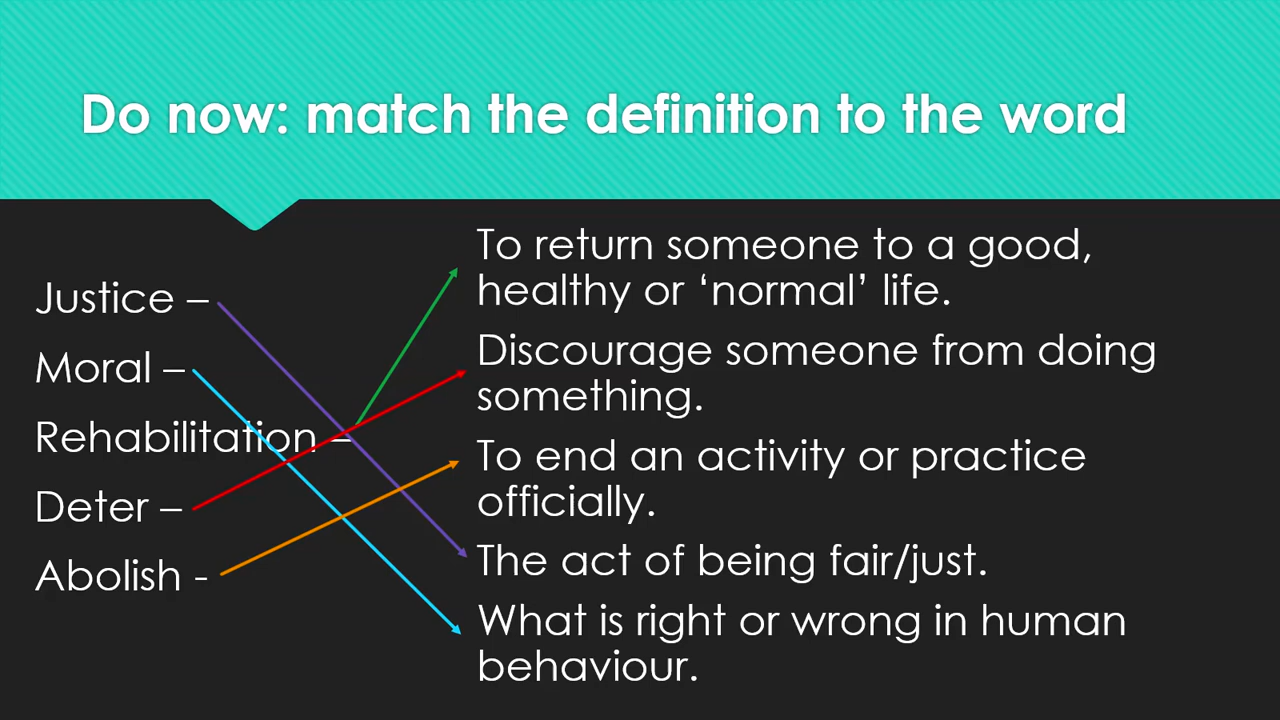 Do now: match the definition to the word
Justice –
Moral –
Rehabilitation –
Deter –
Abolish -
To return someone to a good,
healthy or ‘normal’ life.
Discourage someone from doing
something.
To end an activity or practice
officially.
The act of being fair/just.
What is right or wrong in human
behaviour.